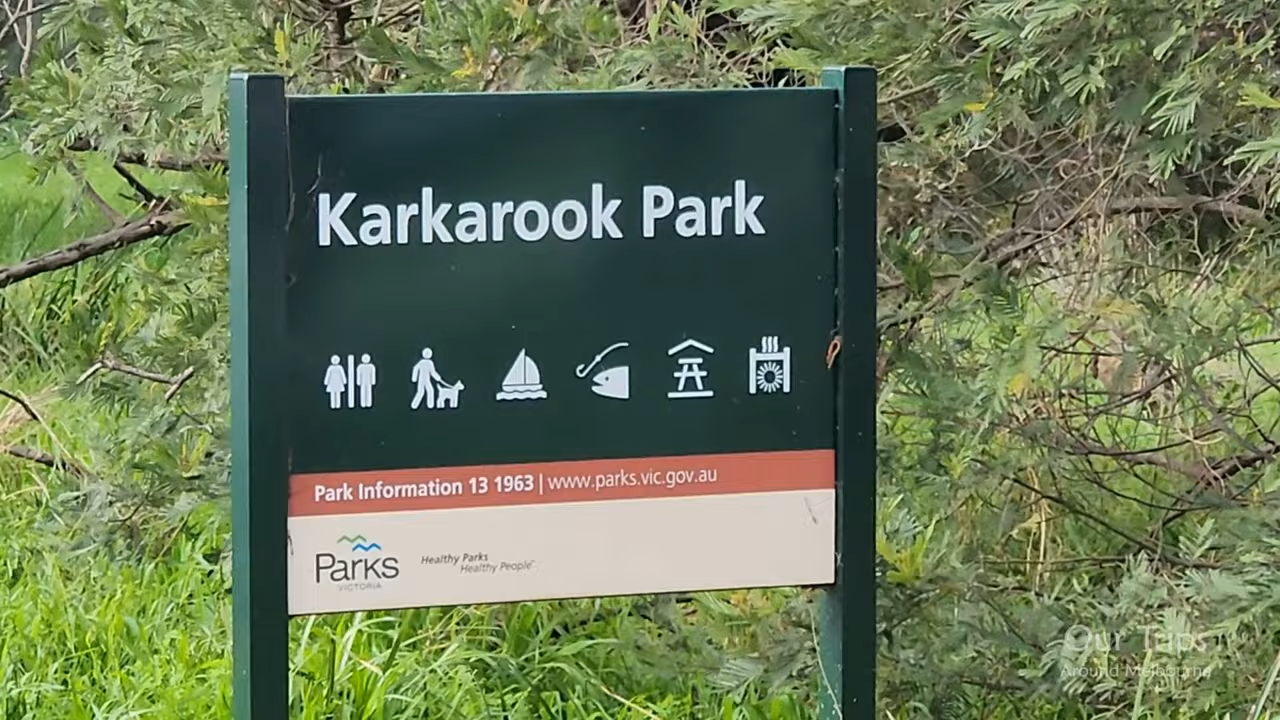 Karkarook Park
Park Information 13 1963 | www.parks.vic.gov.au
Parks
VICTORIA
Healthy Parks
Healthy People™
Our Trips
Around Melbourne